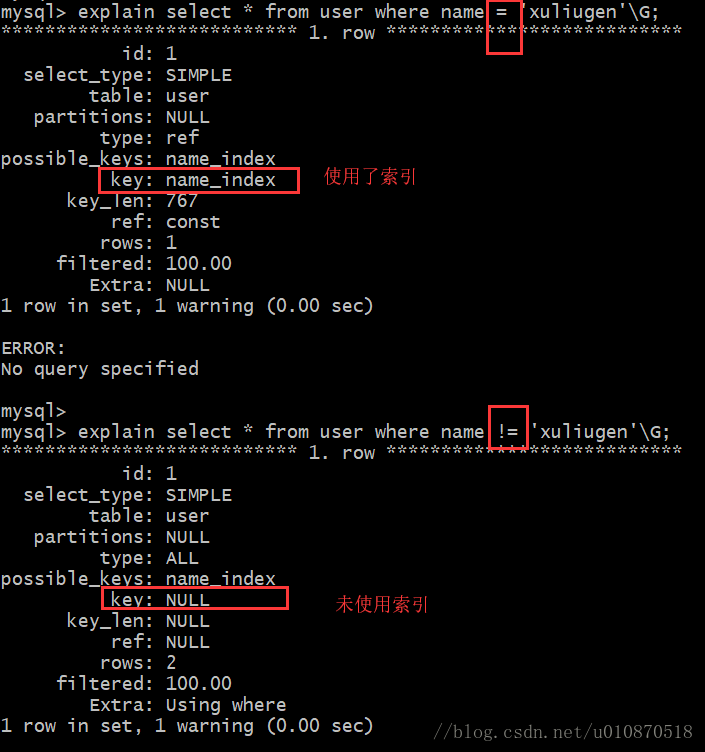 mysql> explain select * from user where name = 'xuliugen'\G;
*************************** 1. row ***************************
id: 1
select_type: SIMPLE
table: user
partitions: NULL
type: ref
possible_keys: name_index
key: name_index 使用了索引
key_len: 767
ref: const
rows: 1
filtered: 100.00
Extra: NULL
1 row in set, 1 warning (0.00 sec)
ERROR:
No query specified
mysql>
mysql> explain select * from user where name != 'xuliugen'\G;
*************************** 1. row ***************************
id: 1
select_type: SIMPLE
table: user
partitions: NULL
type: ALL
possible_keys: name_index
key: NULL 未使用索引
key_len: NULL
ref: NULL
rows: 2
filtered: 100.00
Extra: Using where
1 row in set, 1 warning (0.00 sec)
//blog.csdn.net/u010870518